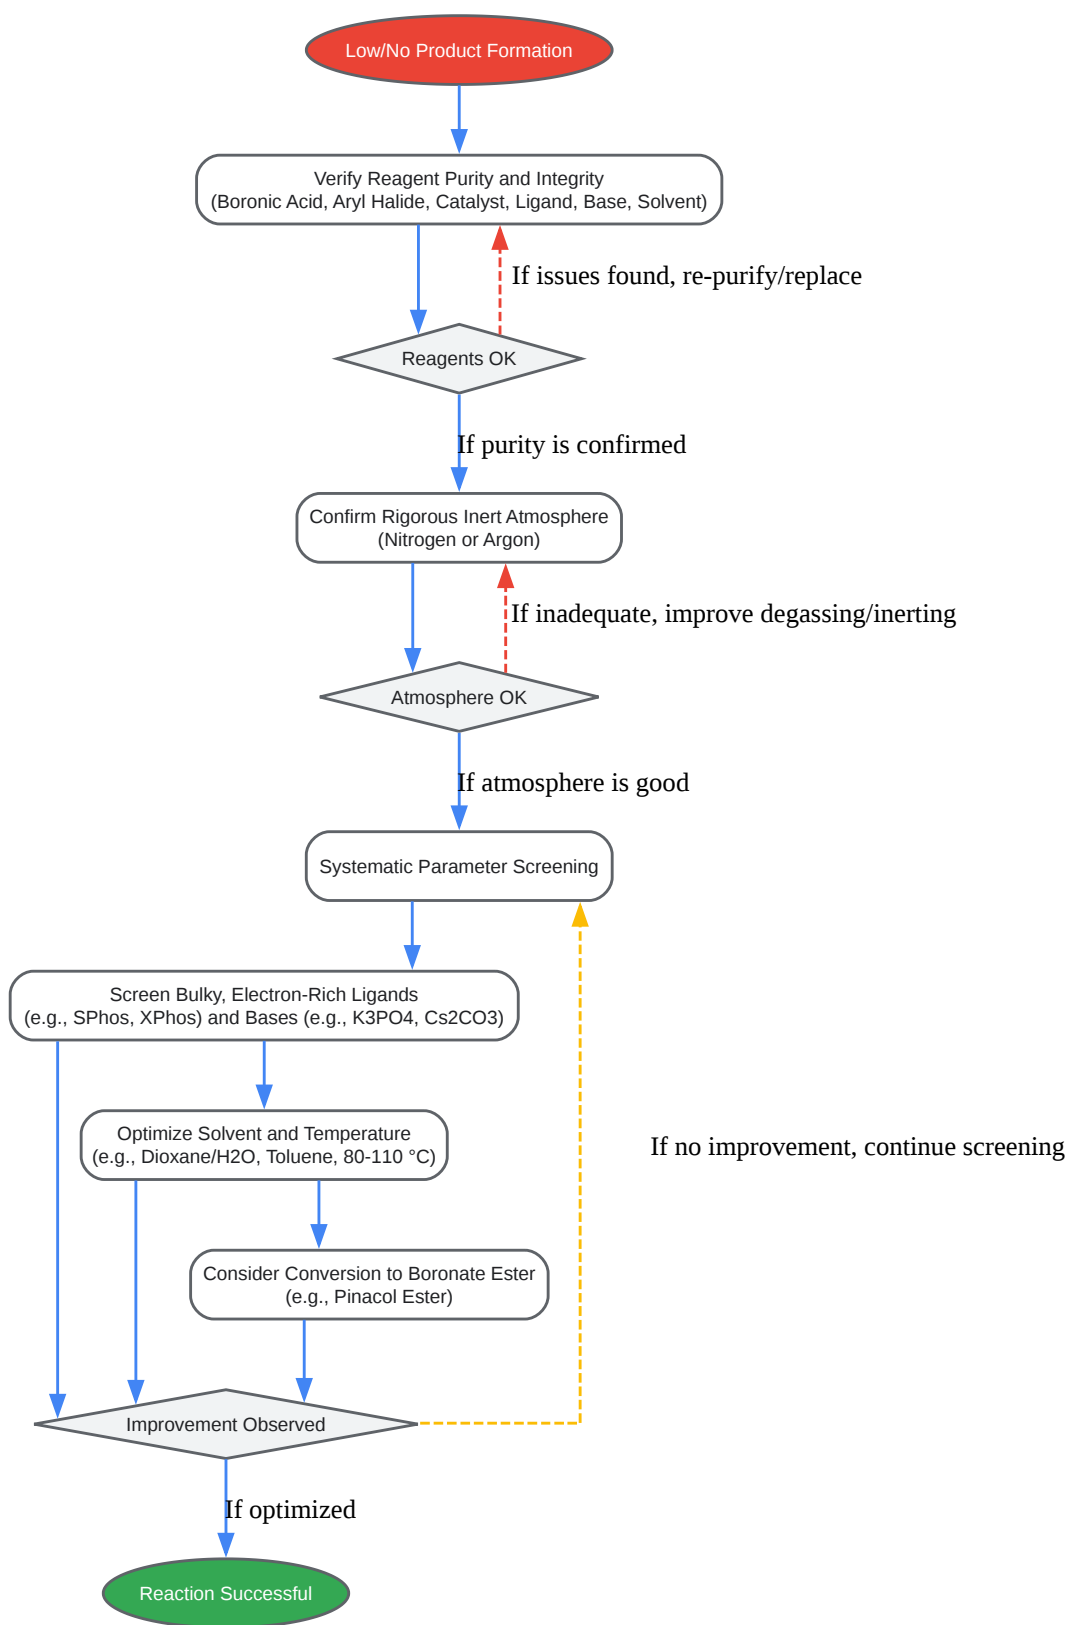 Low/No Product Formation
Verify Reagent Purity and Integrity
(Boronic Acid, Aryl Halide, Catalyst, Ligand, Base, Solvent)
If issues found, re-purify/replace
Reagents OK
If purity is confirmed
Confirm Rigorous Inert Atmosphere
(Nitrogen or Argon)
If inadequate, improve degassing/inerting
Atmosphere OK
If atmosphere is good
Systematic Parameter Screening
Screen Bulky, Electron-Rich Ligands
(e.g., SPhos, XPhos) and Bases (e.g., K3PO4, Cs2CO3)
Optimize Solvent and Temperature
(e.g., Dioxane/H2O, Toluene, 80-110 °C)
If no improvement, continue screening
Consider Conversion to Boronate Ester
(e.g., Pinacol Ester)
Improvement Observed
If optimized
Reaction Successful